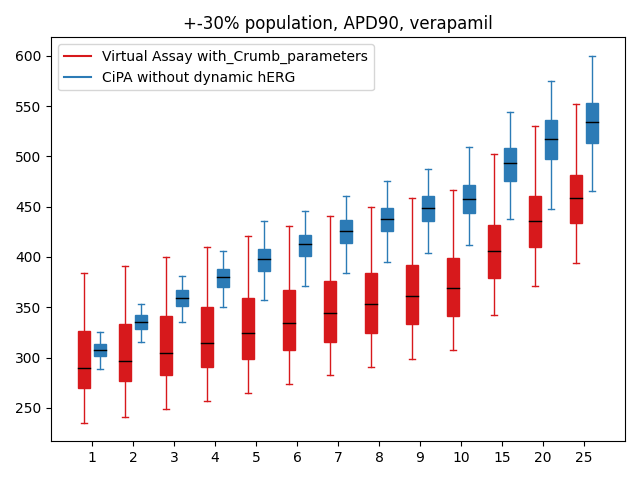 +-30% population, APD90, verapamil
Virtual Assay with_Crumb_parameters
CiPA without dynamic hERG
600
550
500
450
400
350
300
250
1 2 3 4 5 6 7 8 9 10 15 20 25